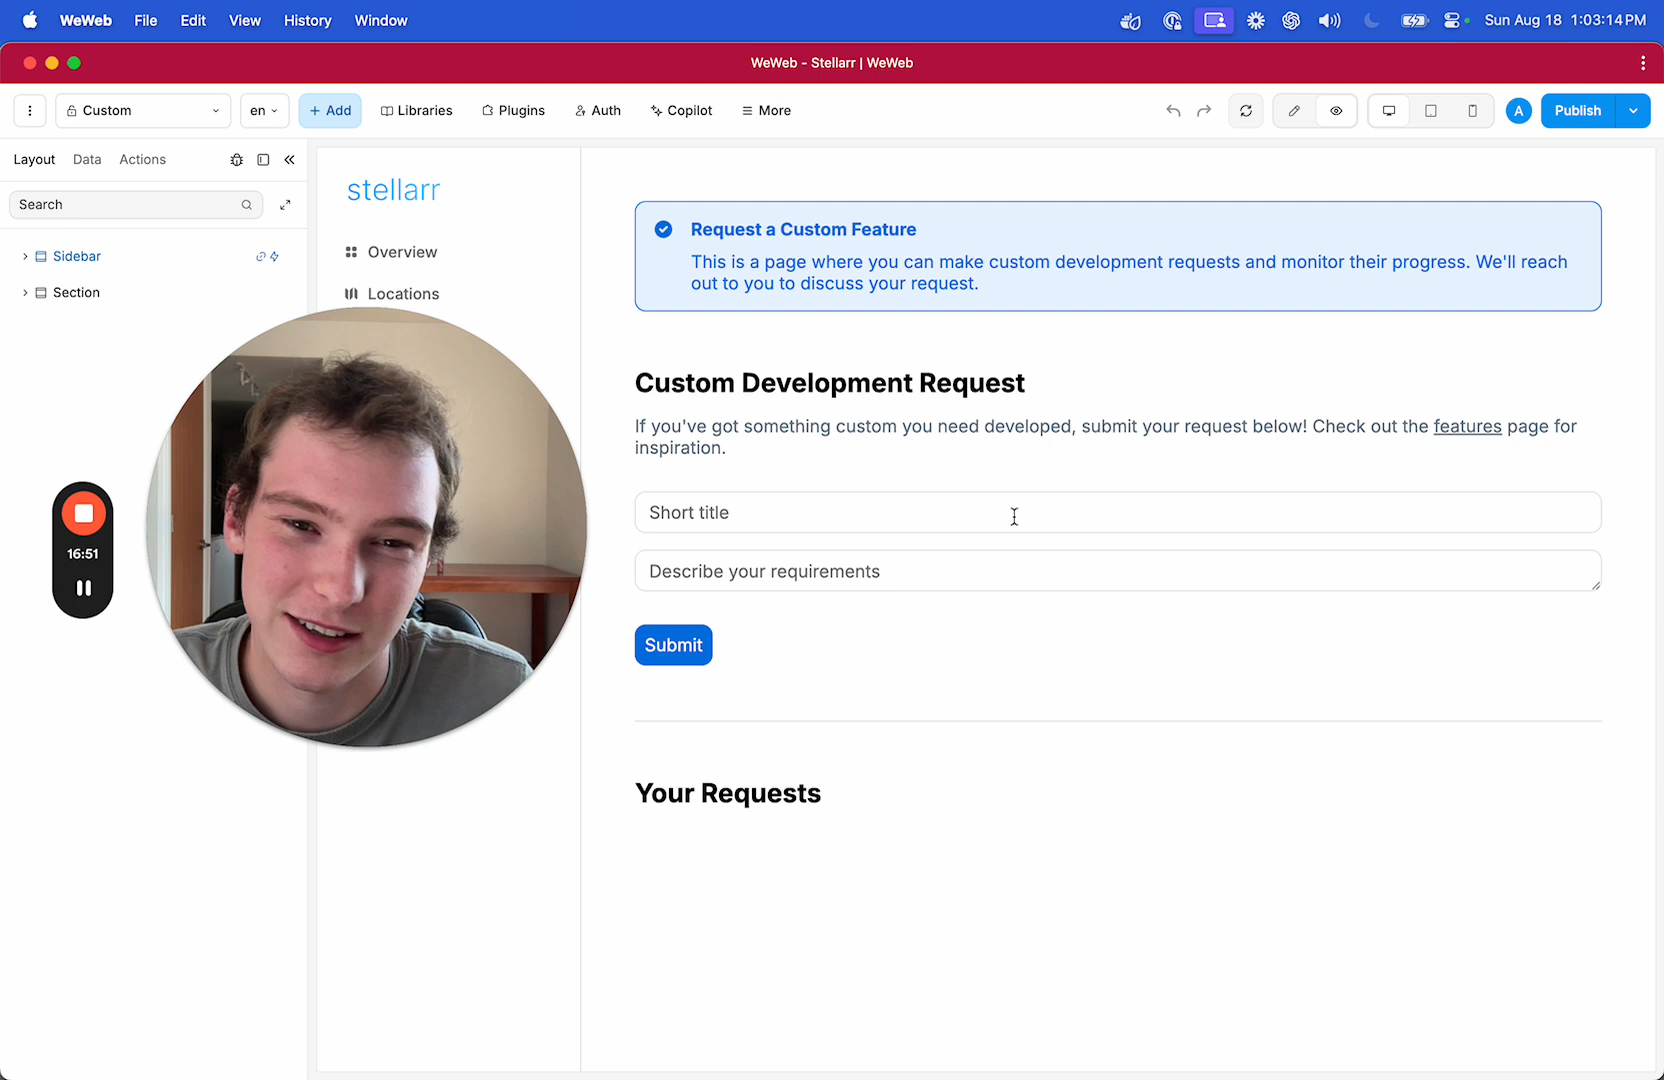 WeWeb File Edit View History Window Sun Aug 18 1:03:14 PM
WeWeb - Stellarr | WeWeb
Custom en + Add Libraries Plugins Auth Copilot More A Publish
Layout Data Actions
Search
Sidebar
Section
stellarr
Overview
Locations
16:51
Request a Custom Feature
This is a page where you can make custom development requests and monitor their progress. We'll reach
out to you to discuss your request.
Custom Development Request
If you've got something custom you need developed, submit your request below! Check out the features page for
inspiration.
Short title
Describe your requirements
Submit
Your Requests